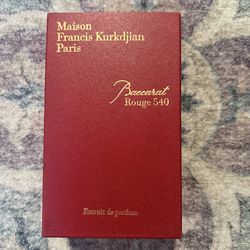 Maison
Francis Kurkdjian
Paris
Baccarat
Rouge 540
Extrait de parfum